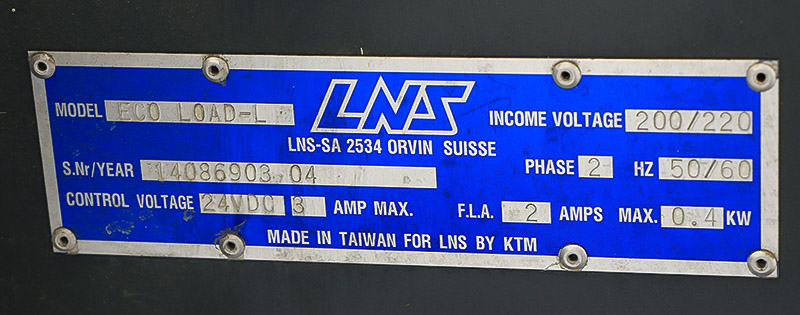 MODEL ECO LOAD-L LNS INCOME VOLTAGE 200/220
LNS-SA 2534 ORVIN SUISSE
S.Nr/YEAR 14086903 04 PHASE 2 HZ 50/60
CONTROL VOLTAGE 24VDC 3 AMP MAX. F.L.A. 2 AMPS MAX. 0.4 KW
MADE IN TAIWAN FOR LNS BY KTM